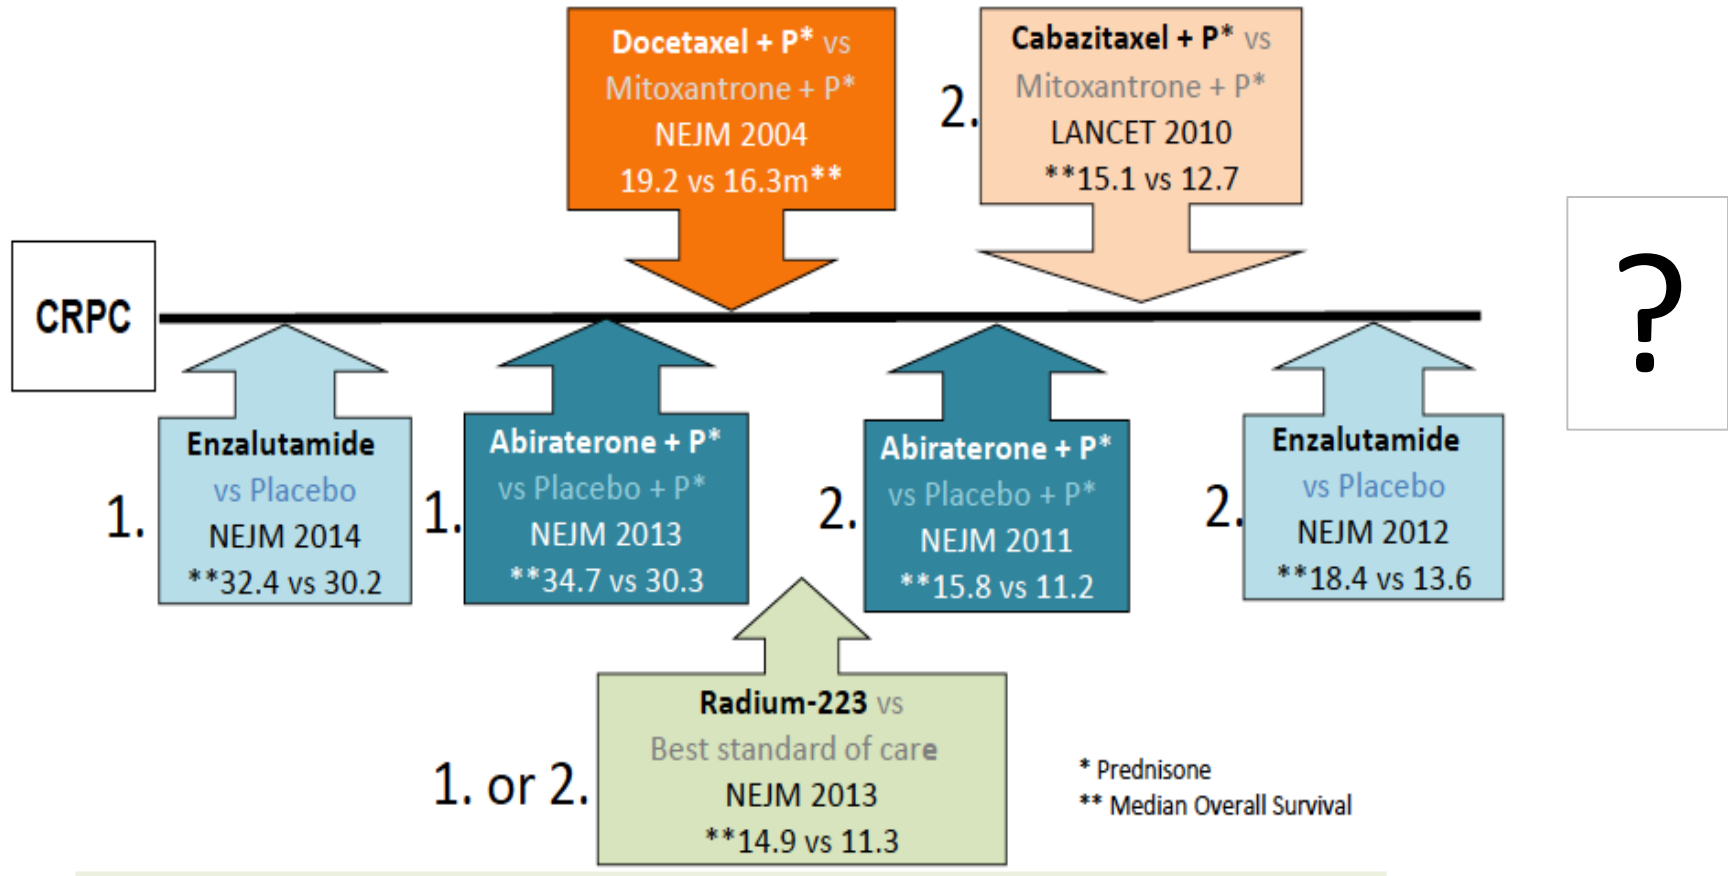 Docetaxel + P* vs
Mitoxantrone + P*
NEJM 2004
19.2 vs 16.3m**
2.
Cabazitaxel + P* vs
Mitoxantrone + P*
LANCET 2010
**15.1 vs 12.7
CRPC
?
1.
Enzalutamide
vs Placebo
NEJM 2014
**32.4 vs 30.2
1.
Abiraterone + P*
vs Placebo + P*
NEJM 2013
**34.7 vs 30.3
2.
Abiraterone + P*
vs Placebo + P*
NEJM 2011
**15.8 vs 11.2
2.
Enzalutamide
vs Placebo
NEJM 2012
**18.4 vs 13.6
1. or 2.
Radium-223 vs
Best standard of care
NEJM 2013
**14.9 vs 11.3
* Prednisone
** Median Overall Survival